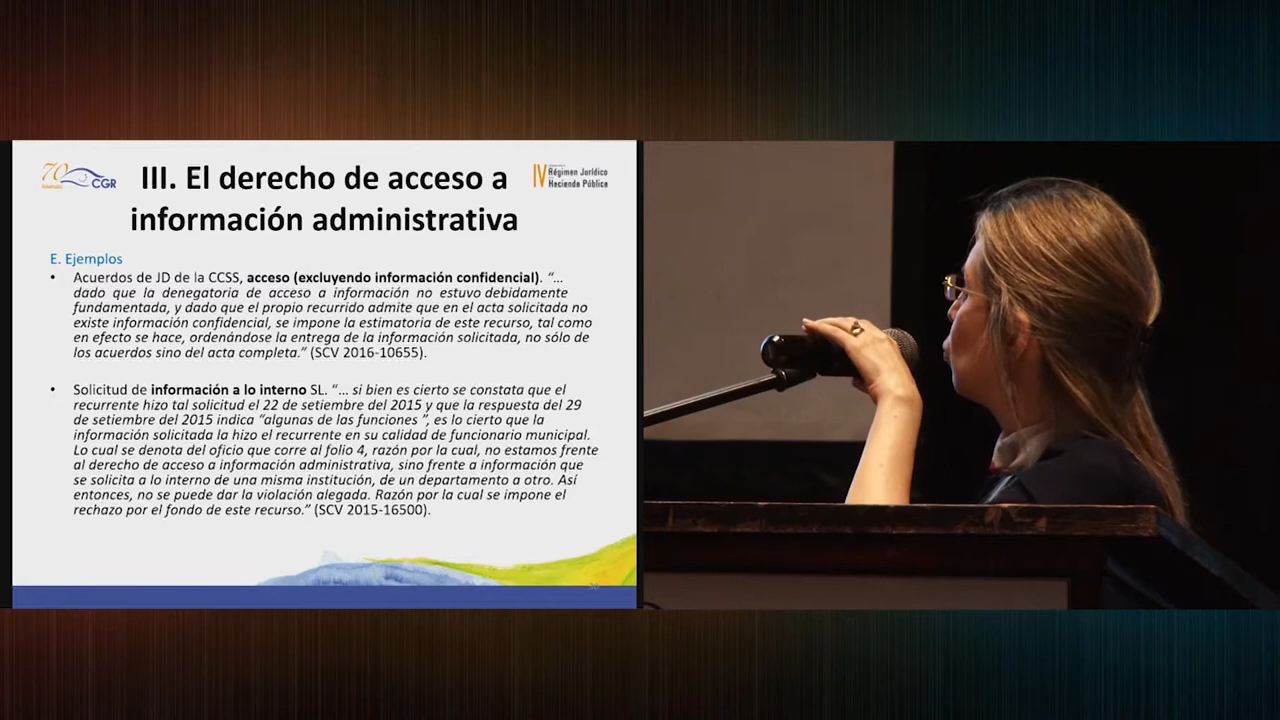 70
CGR
III. El derecho de acceso a
información administrativa
IV Régimen Jurídico
Hacienda Pública
E. Ejemplos
• Acuerdos de JD de la CCSS, acceso (excluyendo información confidencial). “…
dado que la denegatoria de acceso a información no estuvo debidamente
fundamentada, y dado que el propio recurrido admite que en el acta solicitada no
existe información confidencial, se impone la estimatoria de este recurso, tal como
en efecto se hace, ordenándose la entrega de la información solicitada, no sólo de
los acuerdos sino del acta completa.” (SCV 2016-10655).
• Solicitud de información a lo interno SL. “… si bien es cierto se constata que el
recurrente hizo tal solicitud el 22 de setiembre del 2015 y que la respuesta del 29
de setiembre del 2015 indica “algunas de las funciones ”, es lo cierto que la
información solicitada la hizo el recurrente en su calidad de funcionario municipal.
Lo cual se denota del oficio que corre al folio 4, razón por la cual, no estamos frente
al derecho de acceso a información administrativa, sino frente a información que
se solicita a lo interno de una misma institución, de un departamento a otro. Así
entonces, no se puede dar la violación alegada. Razón por la cual se impone el
rechazo por el fondo de este recurso.” (SCV 2015-16500).